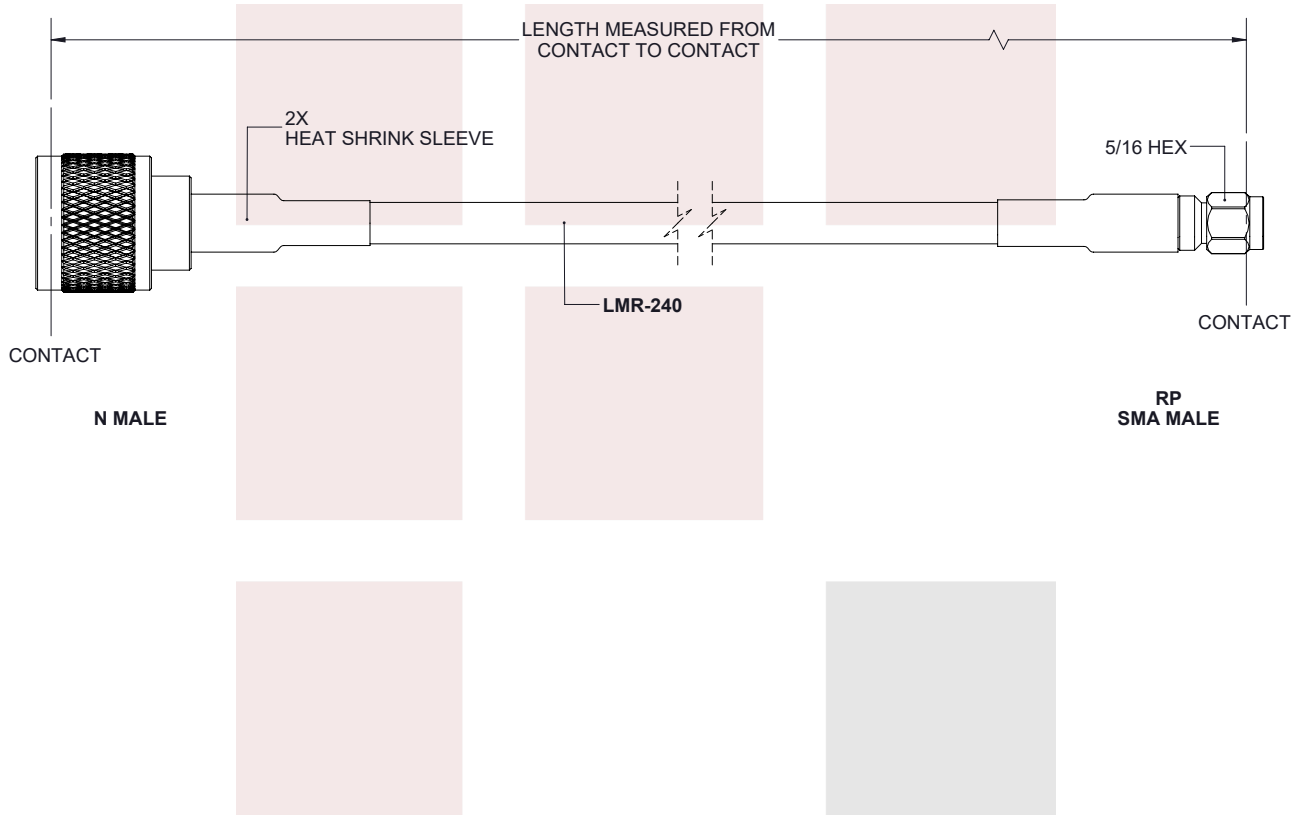 LENGTH MEASURED FROM
CONTACT TO CONTACT
2X
HEAT SHRINK SLEEVE
5/16 HEX
LMR-240
CONTACT
CONTACT
N MALE
RP
SMA MALE